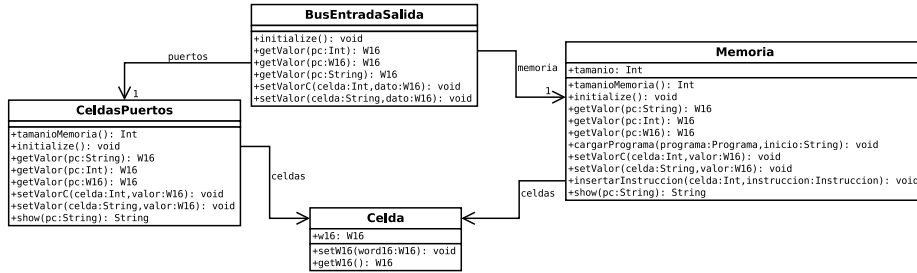 BusEntradaSalida
+initialize(): void
+getValor(pc:Int): W16
+getValor(pc:W16): W16
+getValor(pc:String): W16
+setValorC(celda:Int,dato:W16): void
+setValor(celda:String,dato:W16): void
puertos
1
memoria
1
Memoria
+tamanio: Int
+tamanioMemoria(): Int
+initialize(): void
+getValor(pc:String): W16
+getValor(pc:Int): W16
+getValor(pc:W16): W16
+cargarPrograma(programa:Programa,inicio:String): void
+setValorC(celda:Int,valor:W16): void
+setValor(celda:String,valor:W16): void
+insertarInstruccion(celda:Int,instruccion:Instruccion): void
+show(pc:String): String
CeldasPuertos
+tamanioMemoria(): Int
+initialize(): void
+getValor(pc:String): W16
+getValor(pc:Int): W16
+getValor(pc:W16): W16
+setValorC(celda:Int,valor:W16): void
+setValor(celda:String,valor:W16): void
+show(pc:String): String
celdas
celdas
Celda
+w16: W16
+setW16(word16:W16): void
+getW16(): W16